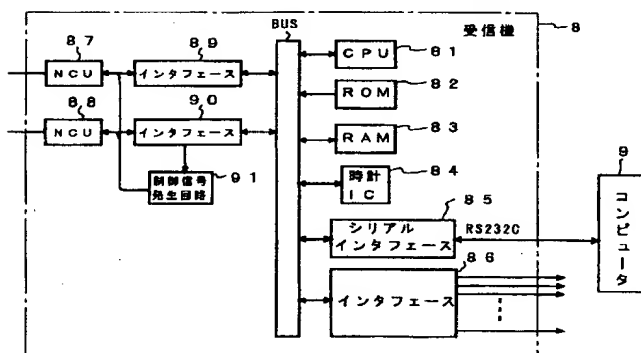 BUS
受信機
8
87
89
NCU
インタフェース
CPU
81
88
90
ROM
82
NCU
インタフェース
RAM
83
制御信号
発生回路
91
時計
IC
84
9
85
シリアル
インタフェース
RS232C
コンピュータ
86
インタフェース